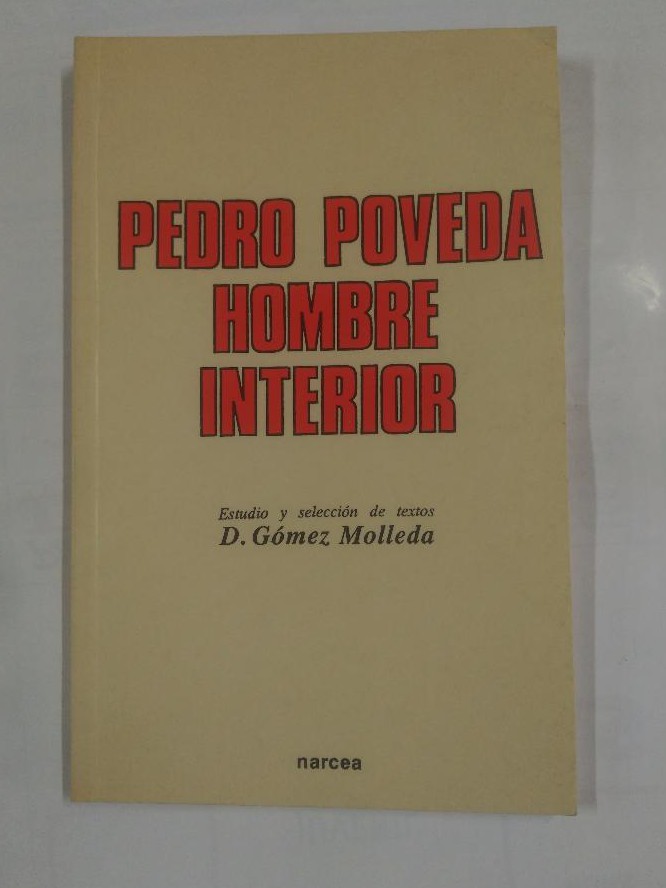 PEDRO POVEDA
HOMBRE
INTERIOR
Estudio y selección de textos
D. Gómez Molleda
narcea